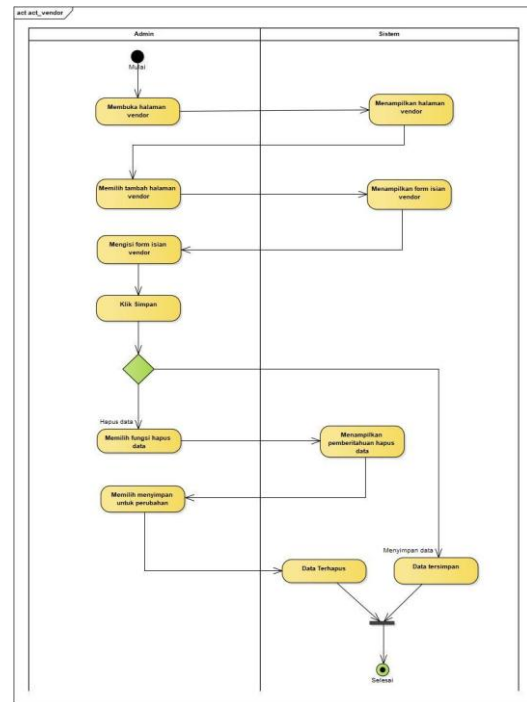 act act_vendor
Admin
Sistem
Mulai
Membuka halaman
vendor
Menampilkan halaman
vendor
Memilih tambah halaman
vendor
Menampilkan form isian
vendor
Mengisi form isian
vendor
Klik Simpan
Hapus data
Memilih fungsi hapus
data
Menampilkan
pemberitahuan hapus
data
Memilih menyimpan
untuk perubahan
Menyimpan data
Data Terhapus
Data tersimpan
Selesai